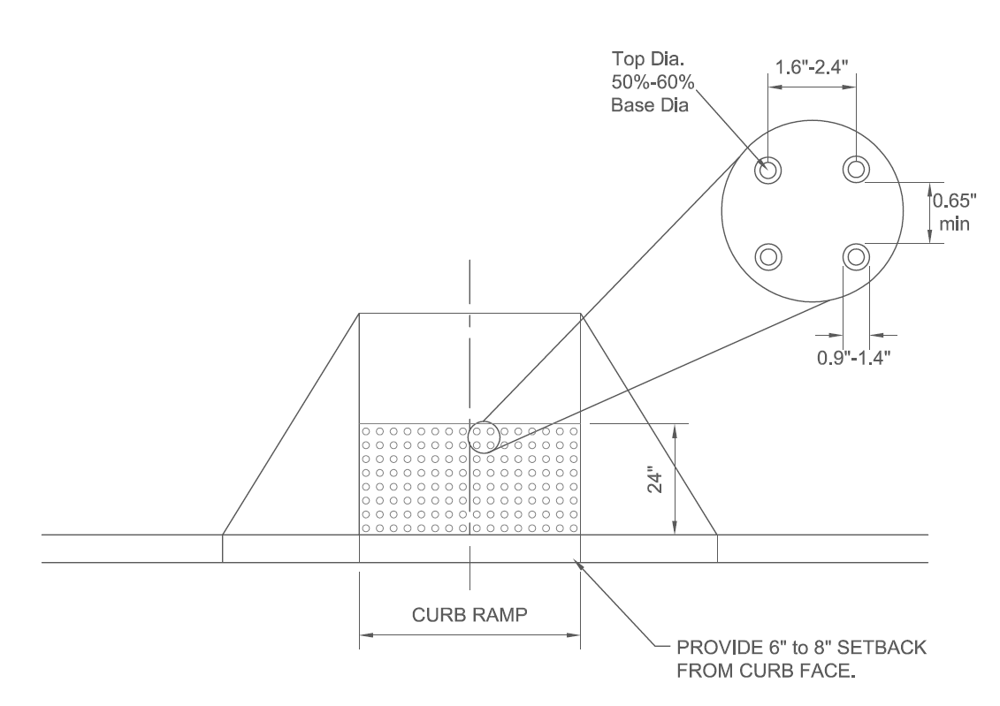 Top Dia.
50%-60%
Base Dia
1.6"-2.4"
0.65"
min
0.9"-1.4"
24"
CURB RAMP
PROVIDE 6" to 8" SETBACK
FROM CURB FACE.